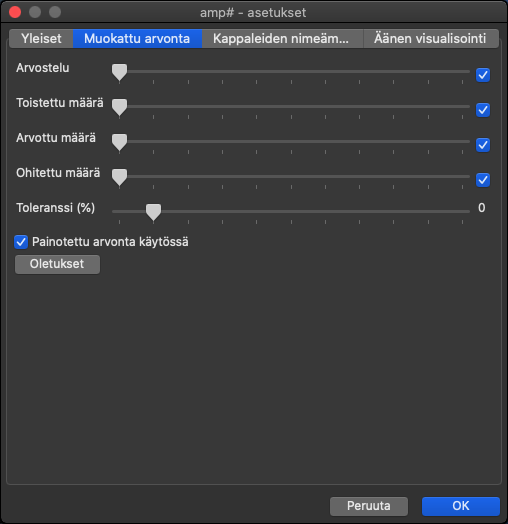 amp# - asetukset
Yleiset Muokattu arvonta Kappaleiden nimeäm... Äänen visualisointi
Arvostelu
Toistettu määrä
Arvottu määrä
Ohitettu määrä
Toleranssi (%) 0
Painotettu arvonta käytössä
Oletukset
Peruuta OK